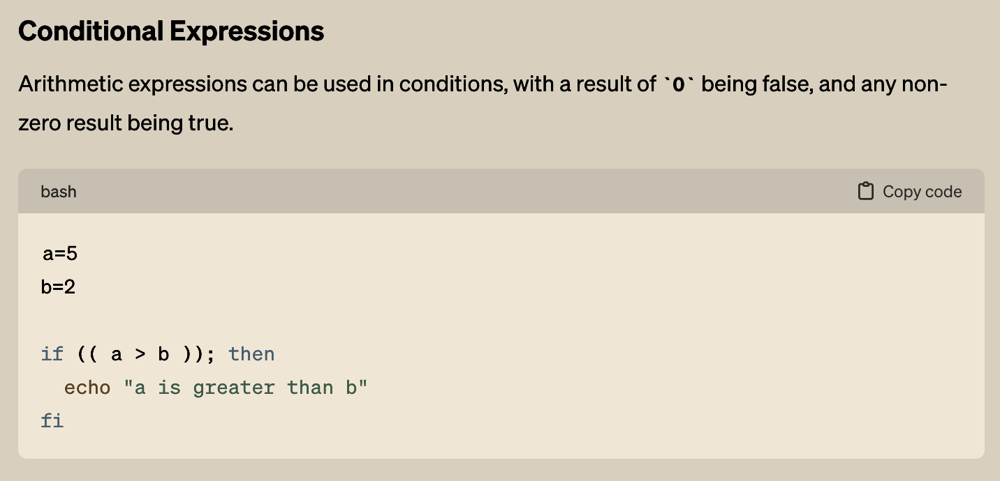 Conditional Expressions
Arithmetic expressions can be used in conditions, with a result of `0` being false, and any non-
zero result being true.
bash Copy code
a=5
b=2
if (( a > b )); then
  echo "a is greater than b"
fi